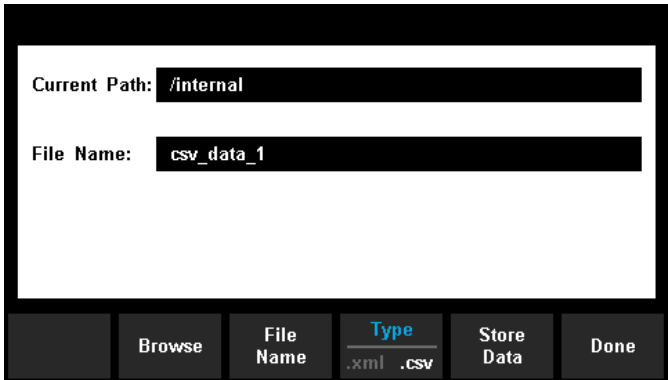 Current Path: /internal
File Name: csv_data_1
Browse
File
Name
Type
.xml .csv
Store
Data
Done